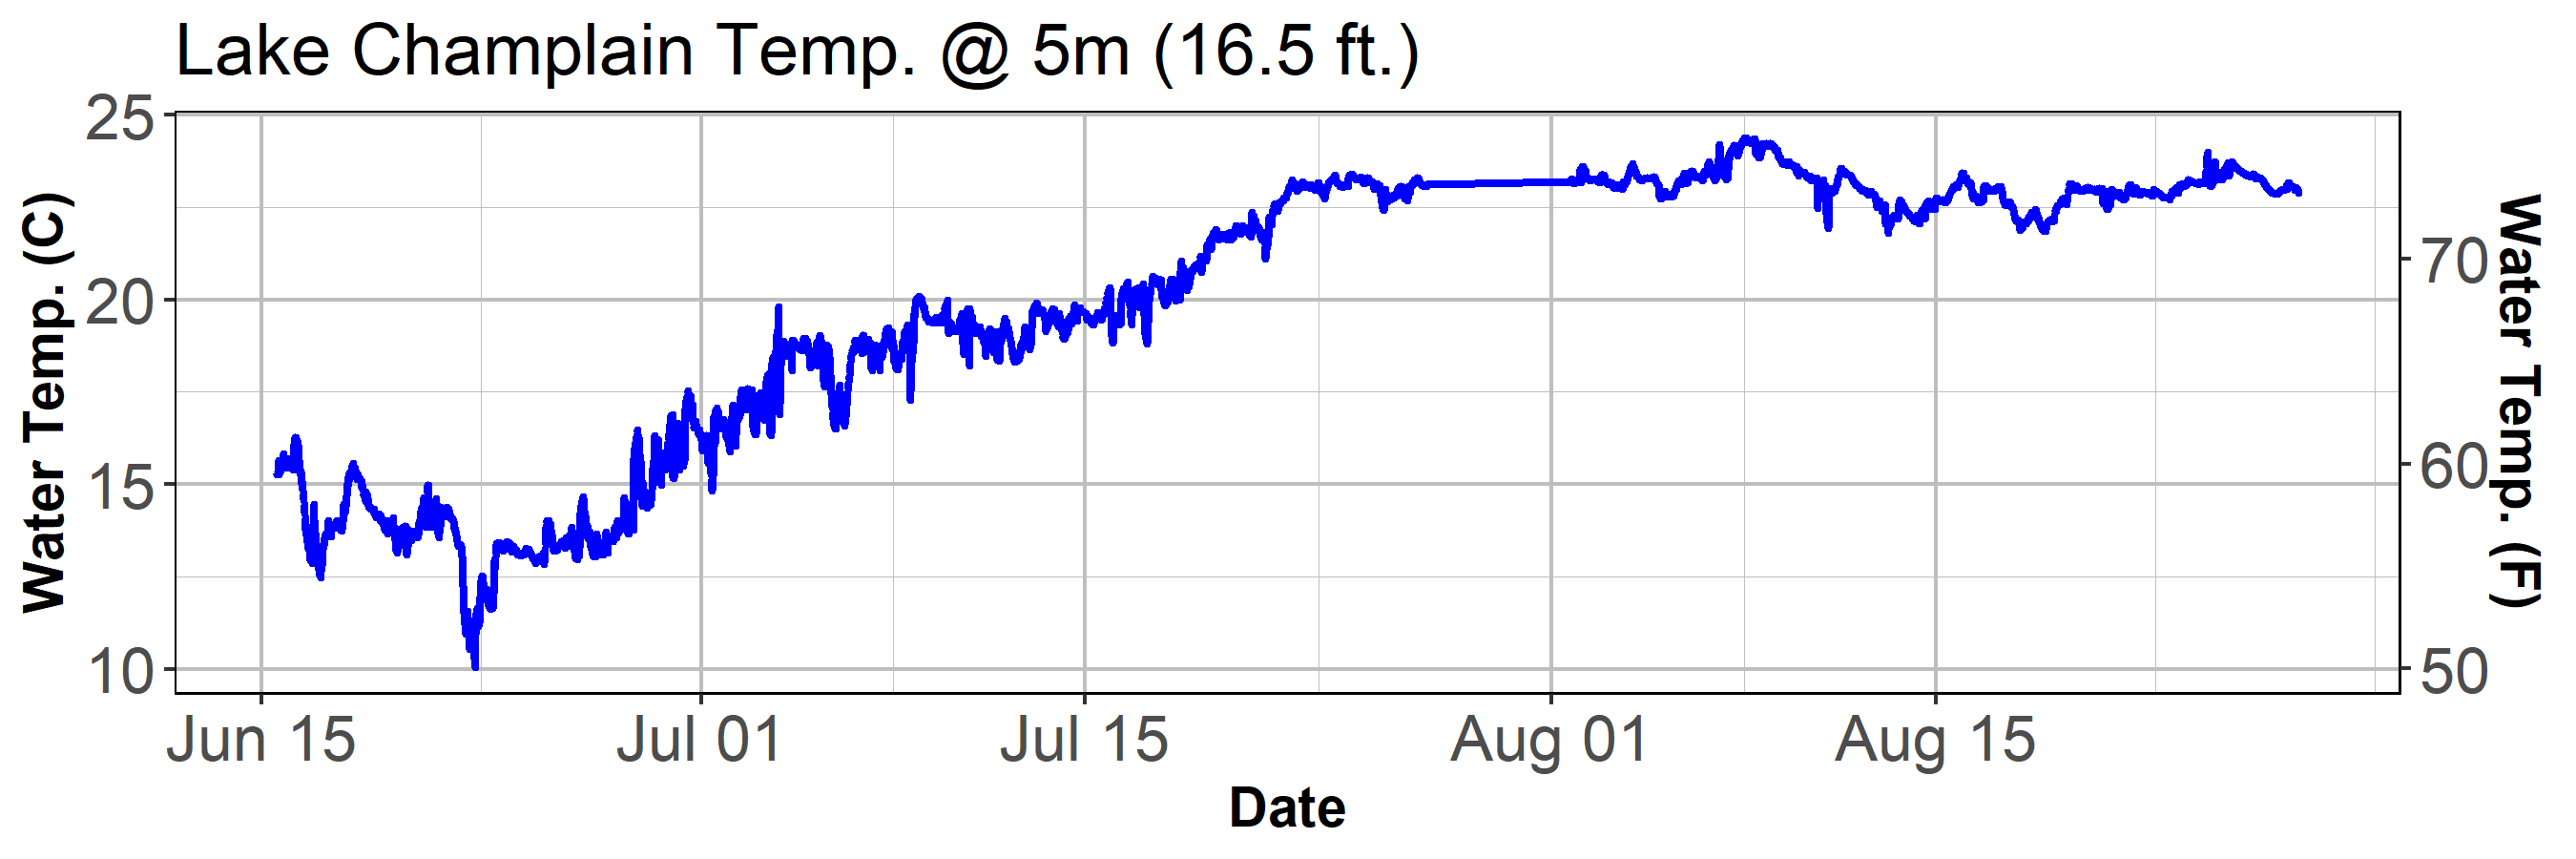 Lake Champlain Temp. @ 5m (16.5 ft.)
25
20
15
10
Water Temp. (C)
70
60
50
Water Temp. (F)
Jun 15 Jul 01 Jul 15 Aug 01 Aug 15
Date